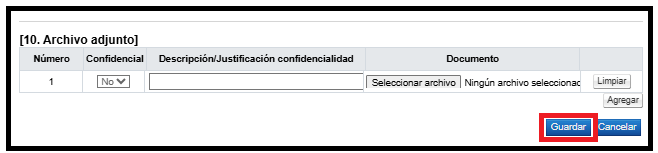 [10. Archivo adjunto]
Número Confidencial Descripción/Justificación confidencialidad Documento
1 No Seleccionar archivo Ningún archivo seleccionac Limpiar
Agregar
Guardar Cancelar